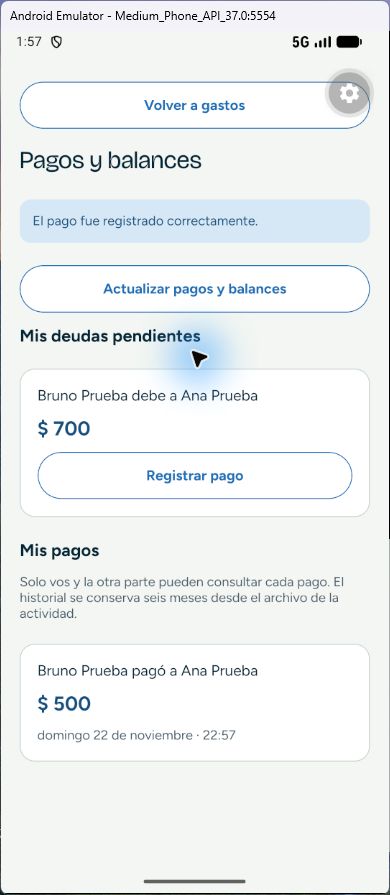 Android Emulator - Medium_Phone_API_37.0:5554
1:57
5G
Volver a gastos
Pagos y balances
El pago fue registrado correctamente.
Actualizar pagos y balances
Mis deudas pendientes
Bruno Prueba debe a Ana Prueba
$ 700
Registrar pago
Mis pagos
Solo vos y la otra parte pueden consultar cada pago. El
historial se conserva seis meses desde el archivo de la
actividad.
Bruno Prueba pagó a Ana Prueba
$ 500
domingo 22 de noviembre · 22:57